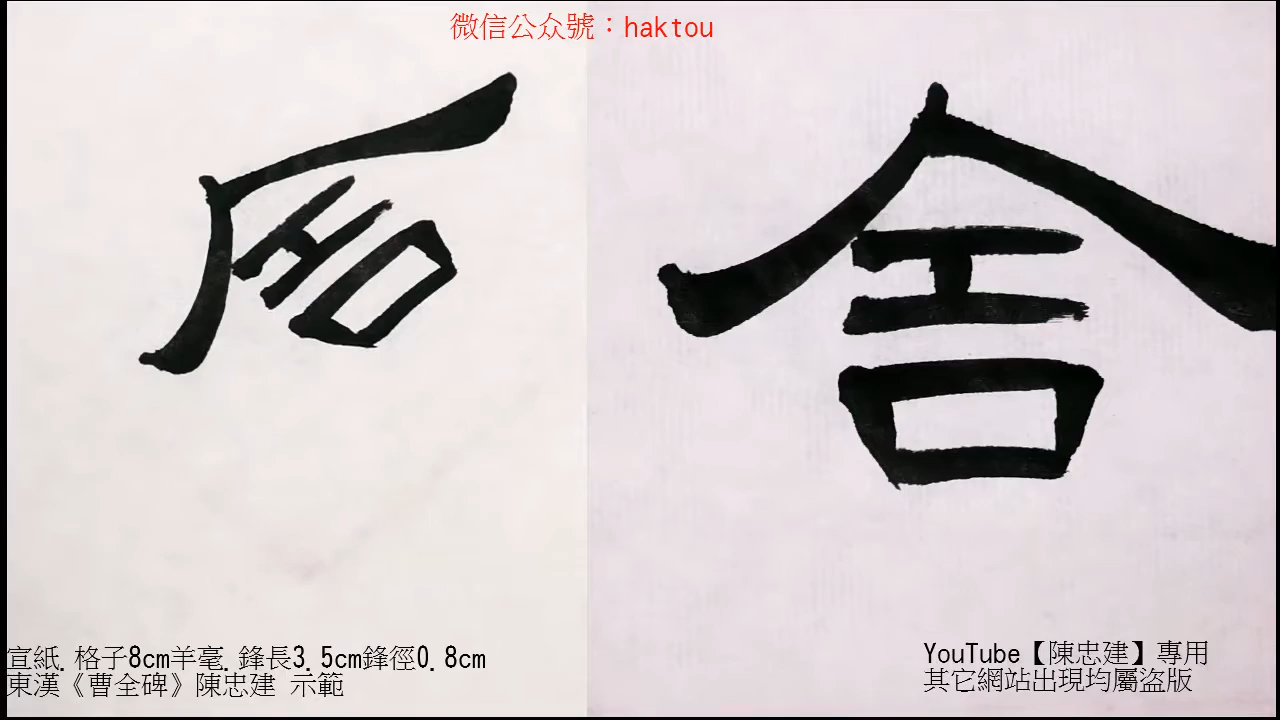 微信公众號：haktou
舍
舍
宣紙.格子8cm羊毫.鋒長3.5cm鋒徑0.8cm
東漢《曹全碑》陳忠建 示範
YouTube【陳忠建】專用
其它網站出現均屬盜版